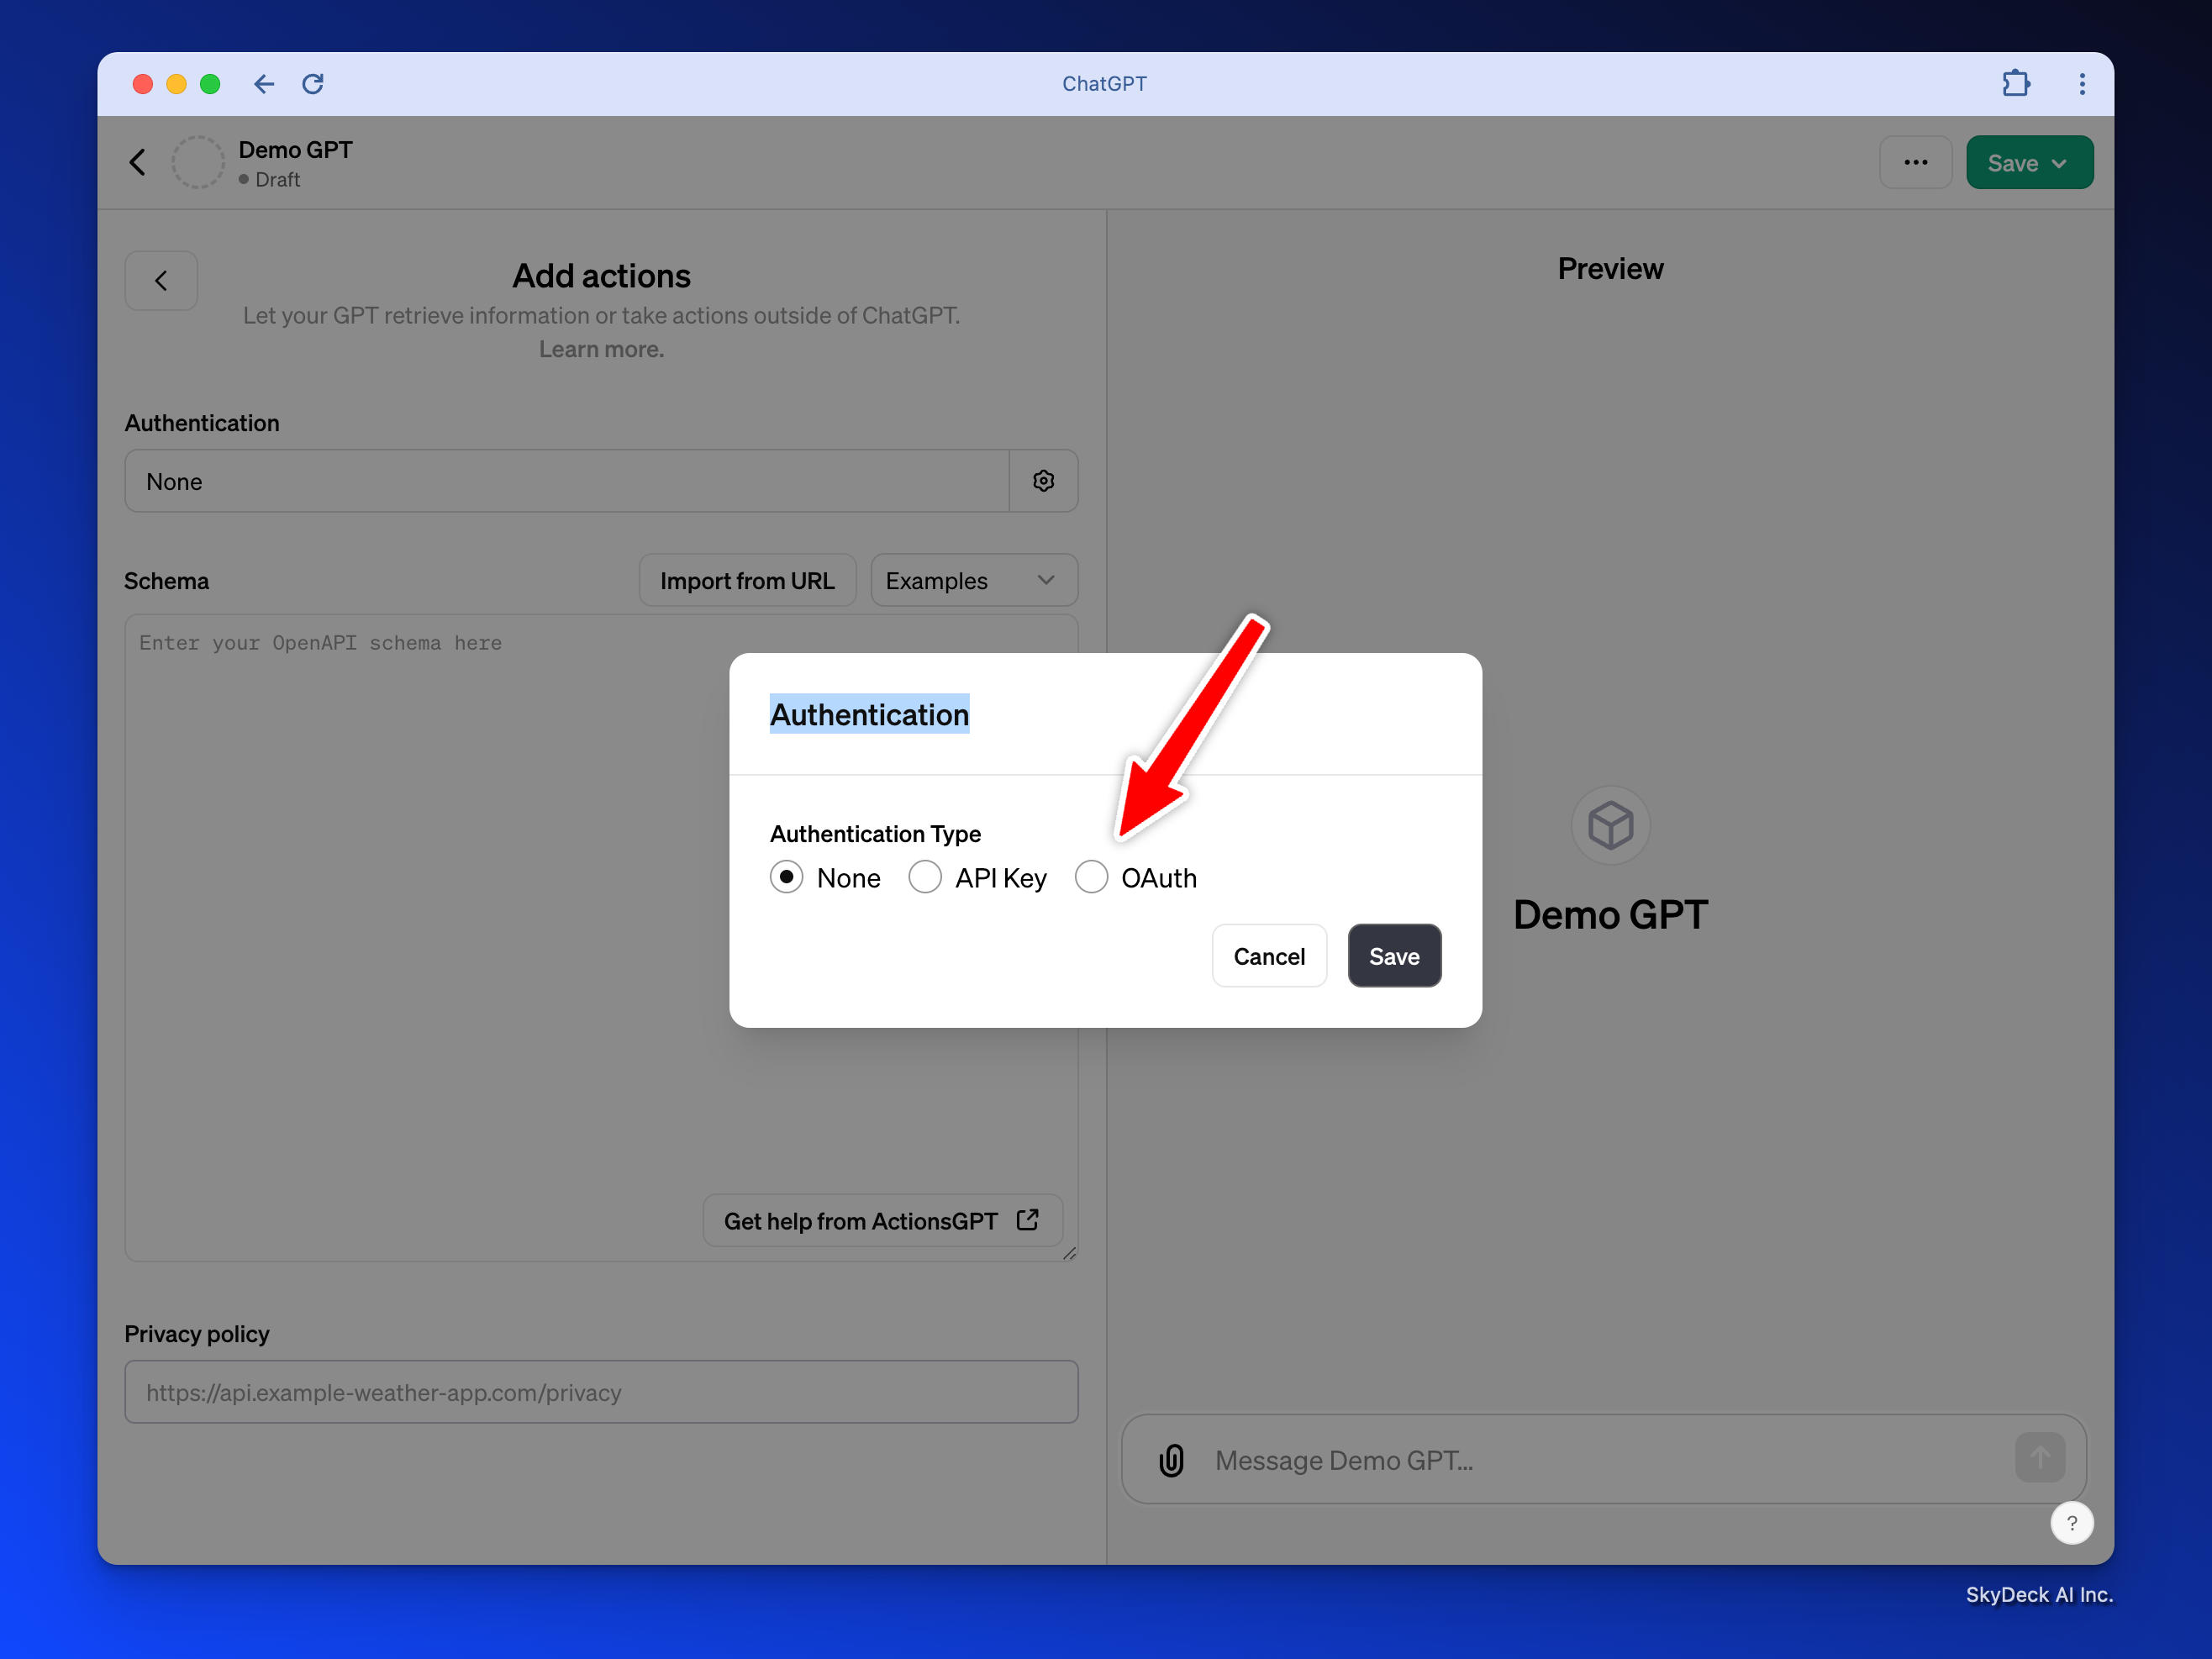 ChatGPT
Demo GPT
Draft
Save
Add actions
Let your GPT retrieve information or take actions outside of ChatGPT.
Learn more.
Authentication
None
Schema
Import from URL
Examples
Enter your OpenAPI schema here
Get help from ActionsGPT
Privacy policy
https://api.example-weather-app.com/privacy
Preview
Demo GPT
Message Demo GPT...
?
Authentication
Authentication Type
None API Key OAuth
Cancel Save
SkyDeck AI Inc.